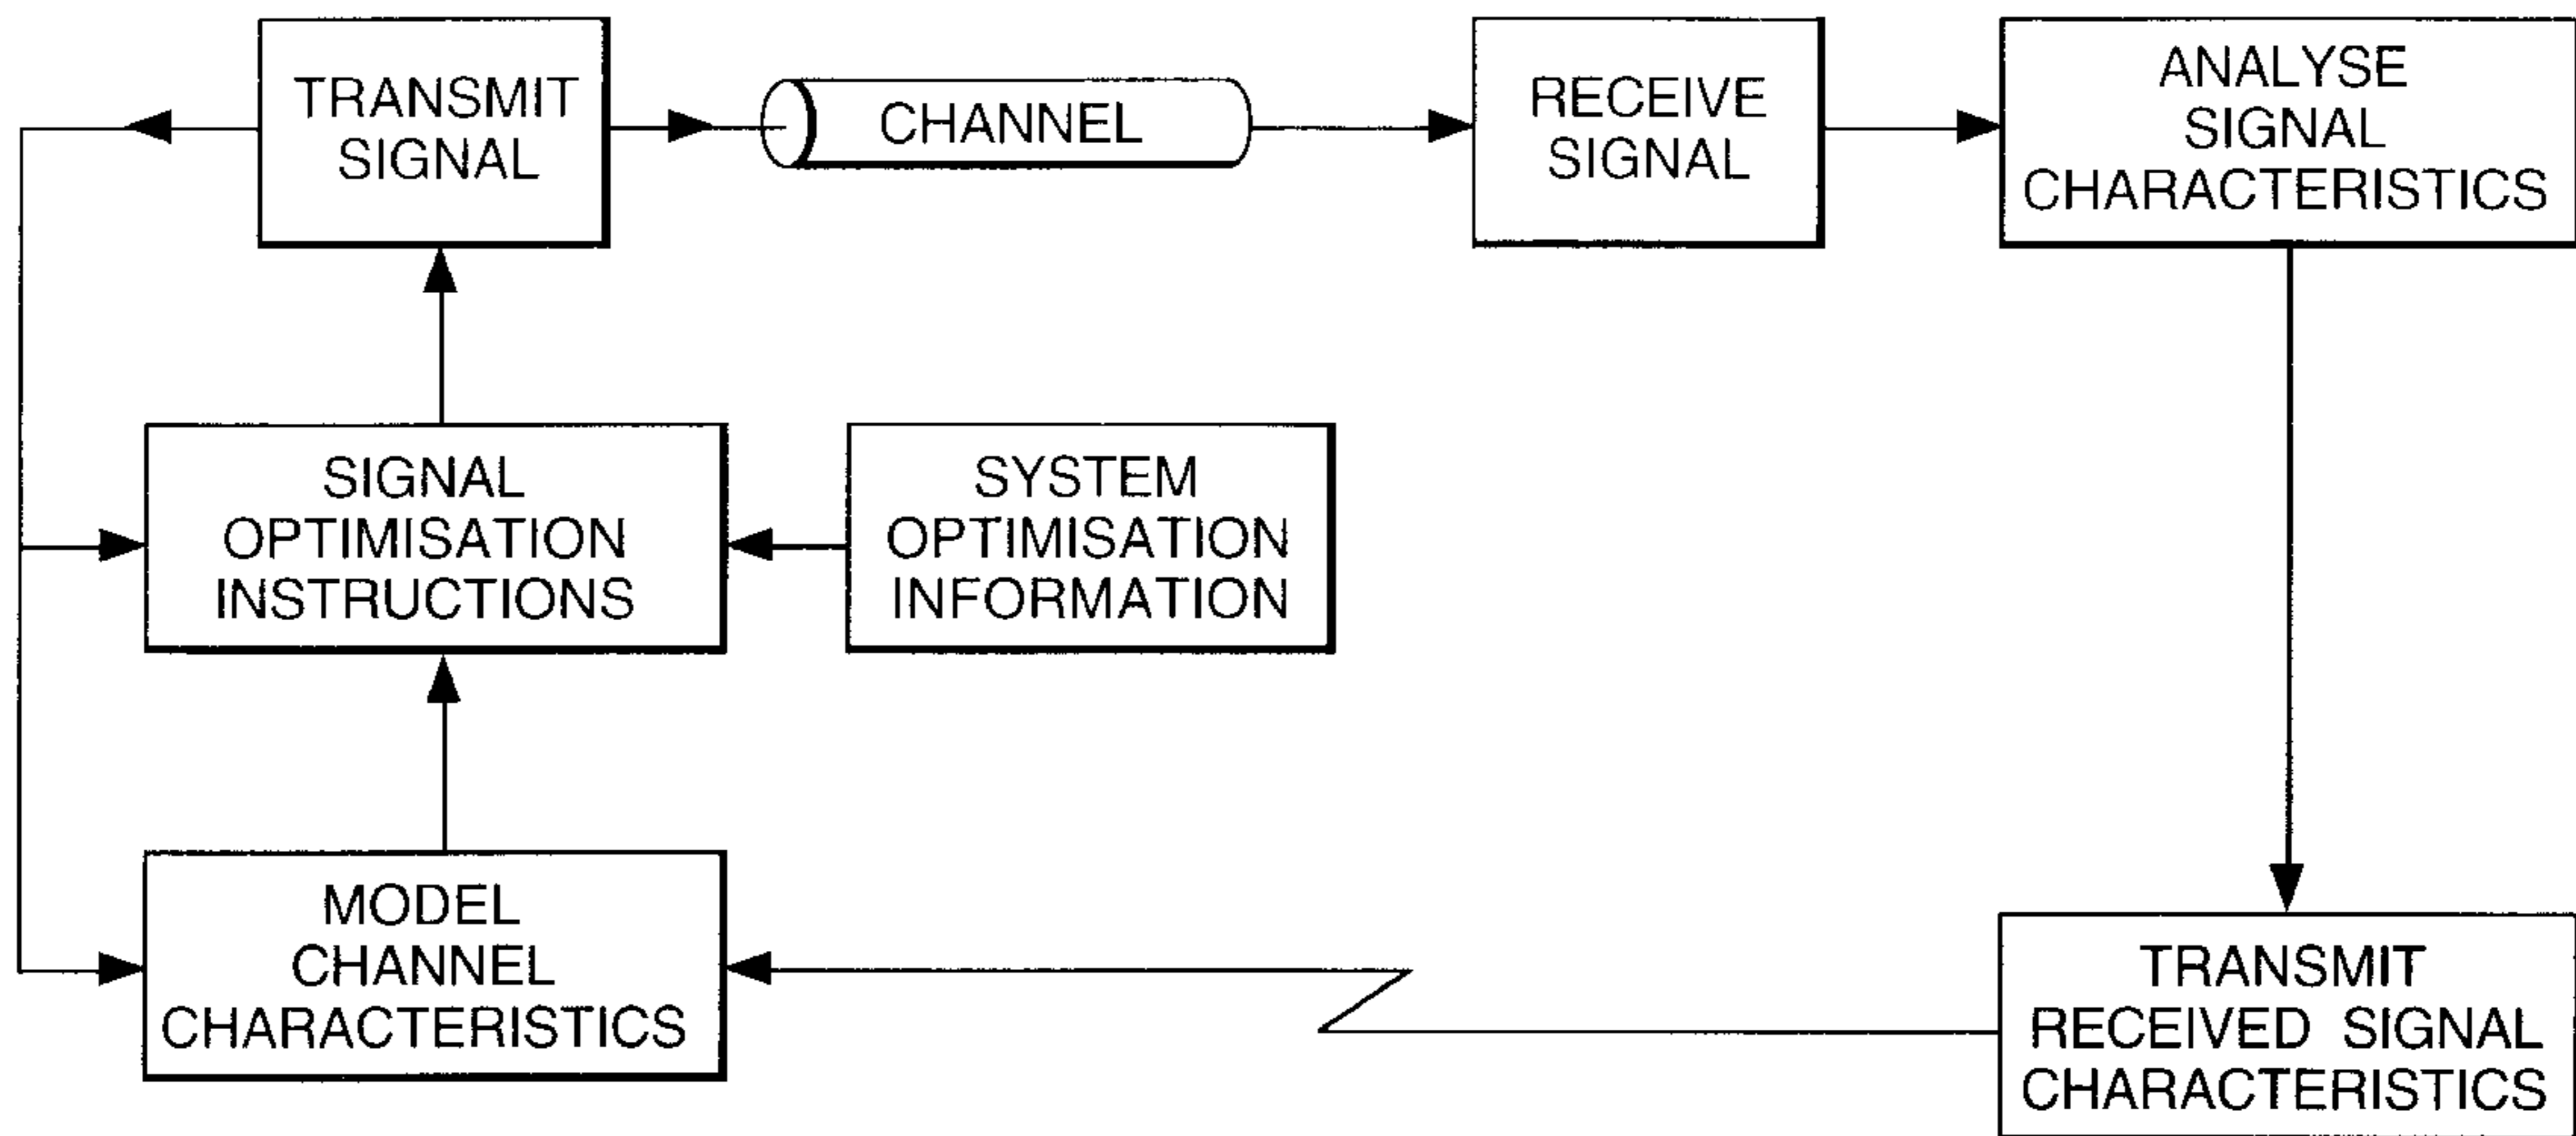 TRANSMIT
SIGNAL
CHANNEL
RECEIVE
SIGNAL
ANALYSE
SIGNAL
CHARACTERISTICS
SIGNAL
OPTIMISATION
INSTRUCTIONS
SYSTEM
OPTIMISATION
INFORMATION
MODEL
CHANNEL
CHARACTERISTICS
TRANSMIT
RECEIVED SIGNAL
CHARACTERISTICS